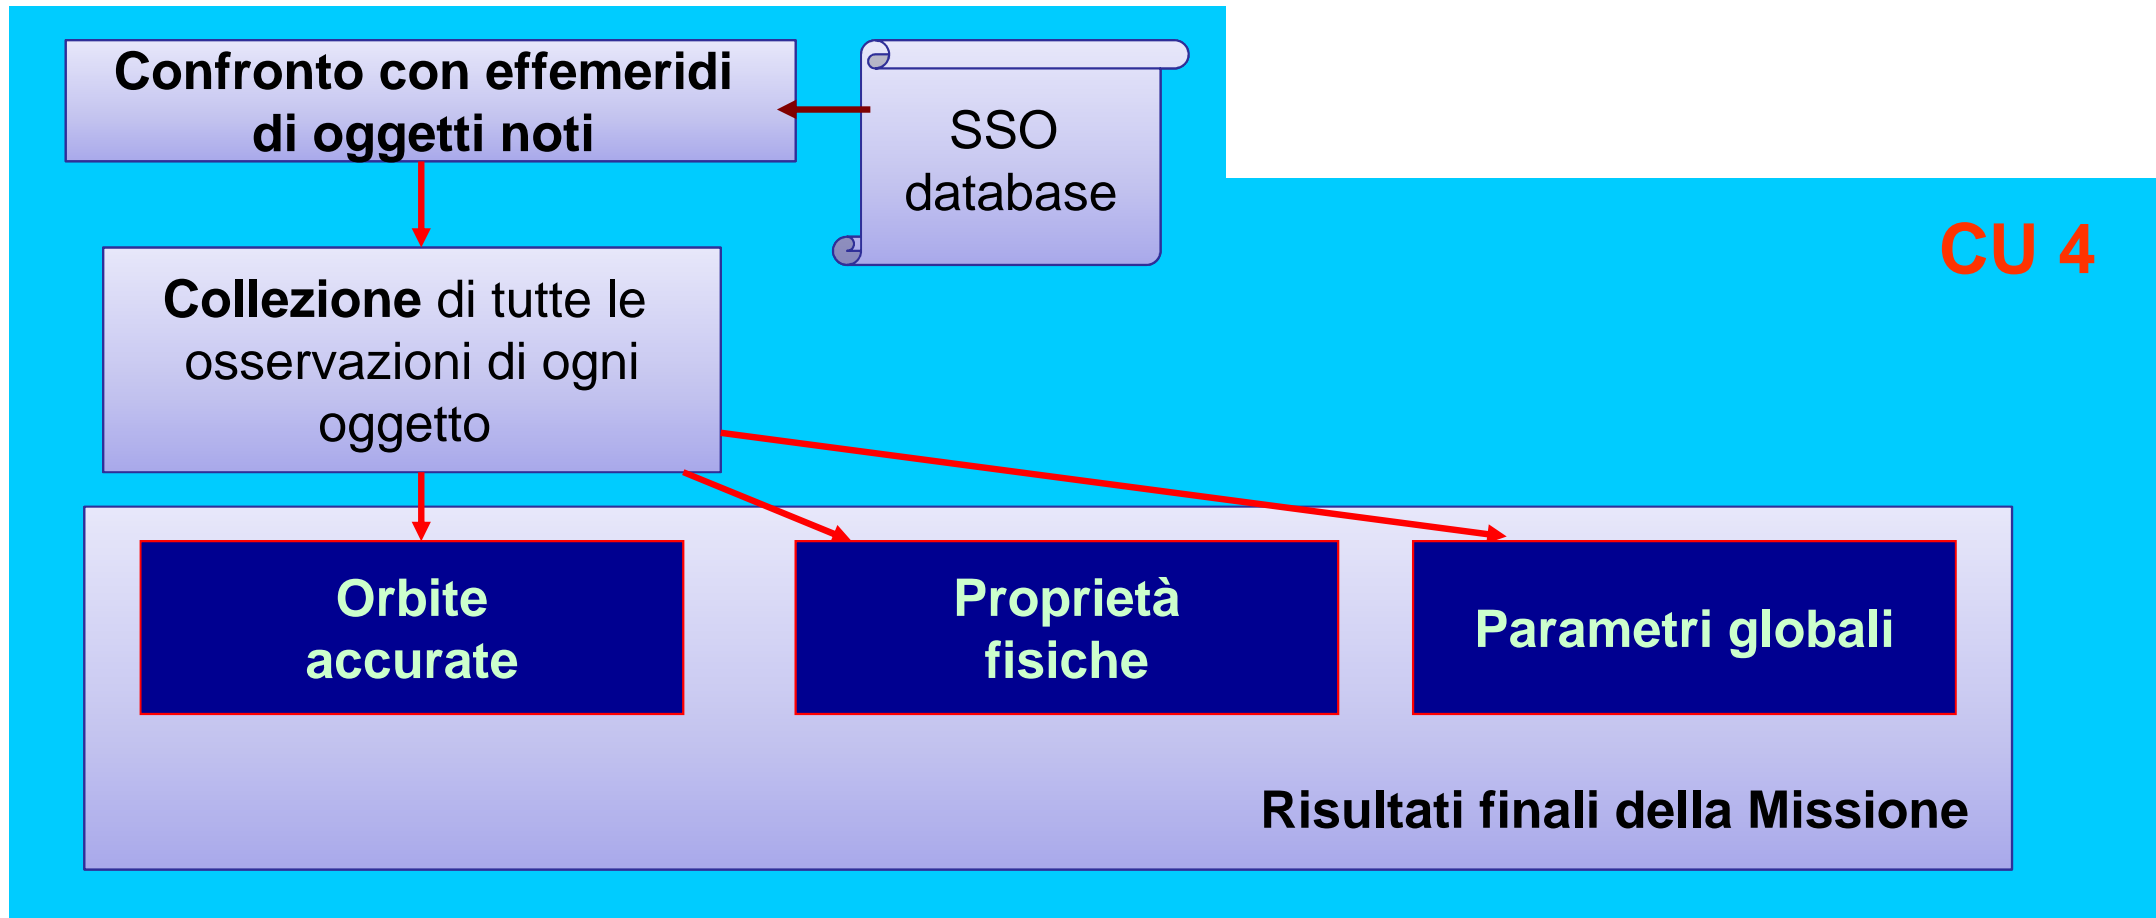 Confronto con effemeridi
di oggetti noti
SSO
database
CU 4
Collezione di tutte le
osservazioni di ogni
oggetto
Orbite
accurate
Proprietà
fisiche
Parametri globali
Risultati finali della Missione